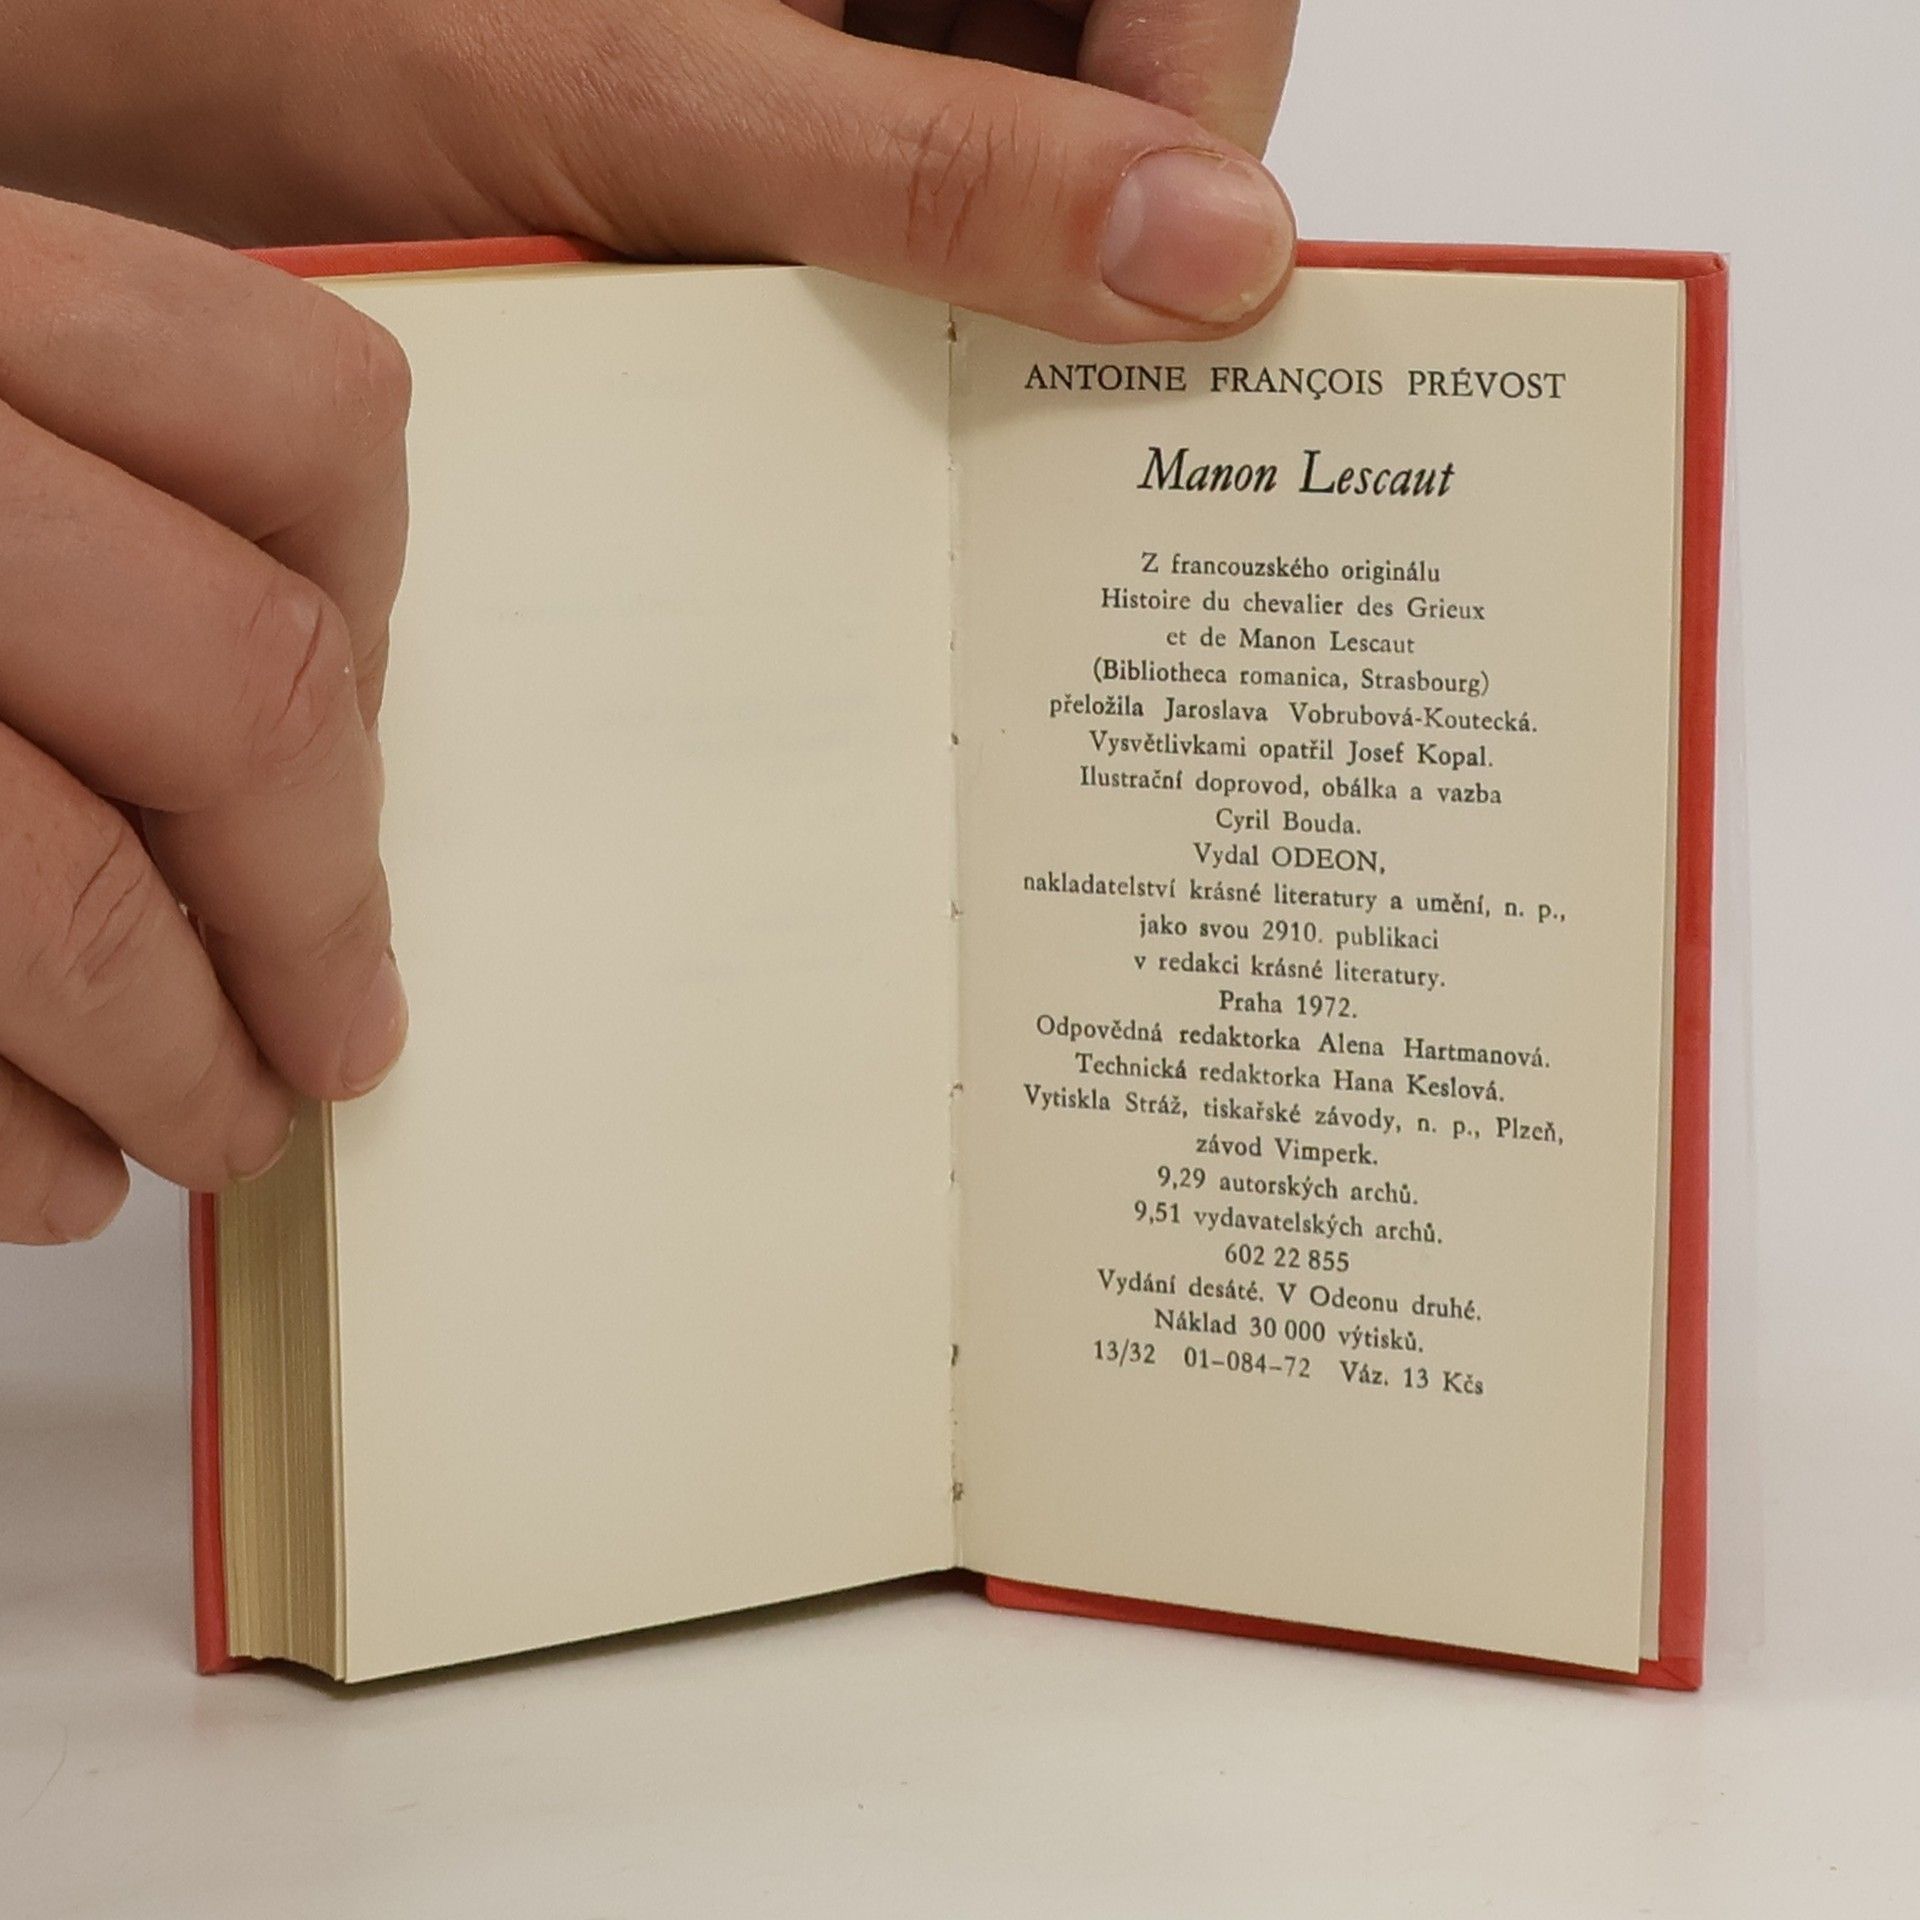 ANTOINE FRANÇOIS PRÉVOST
Manon Lescaut
Z francouzského originálu
Histoire du chevalier des Grieux
et de Manon Lescaut
(Bibliotheca romanica, Strasbourg)
přeložila Jaroslava Vobrubová-Koutecká.
Vysvětlivkami opatřil Josef Kopal.
Ilustrační doprovod, obálka a vazba
Cyril Bouda.
Vydal ODEON,
nakladatelství krásné literatury a umění, n. p.,
jako svou 2910. publikaci
v redakci krásné literatury.
Praha 1972.
Odpovědná redaktorka Alena Hartmanová.
Technická redaktorka Hana Keslová.
Vytiskla Stráž, tiskařské závody, n. p., Plzeň,
závod Vimperk.
9,29 autorských archů.
9,51 vydavatelských archů.
602 22 855
Vydání desáté. V Odeonu druhé.
Náklad 30 000 výtisků.
13/32 01–084–72 Váz. 13 Kčs